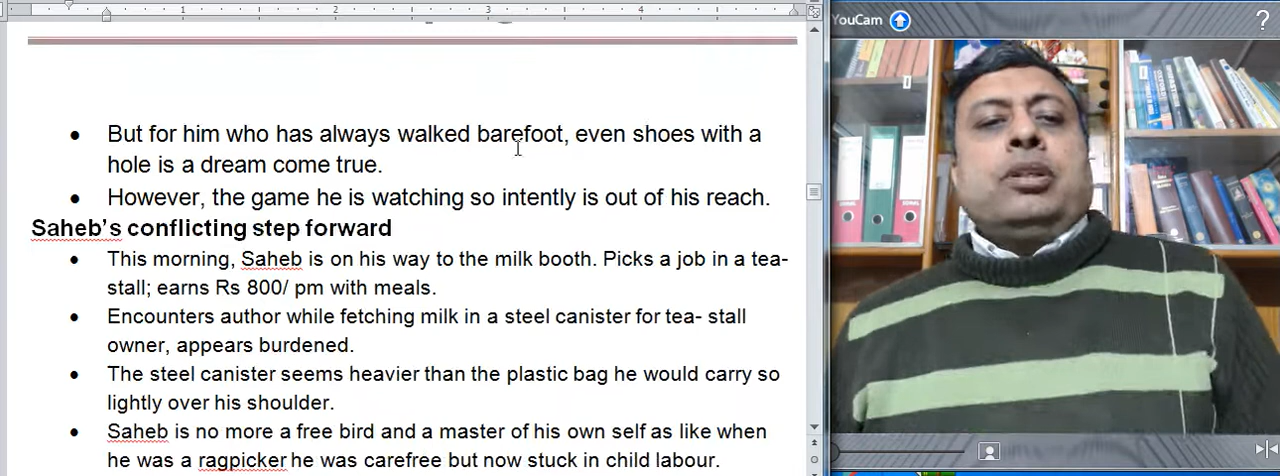 1 2 3 4
YouCam ?
But for him who has always walked barefoot, even shoes with a
hole is a dream come true.
However, the game he is watching so intently is out of his reach.
Saheb's conflicting step forward
This morning, Saheb is on his way to the milk booth. Picks a job in a tea-
stall; earns Rs 800/ pm with meals.
Encounters author while fetching milk in a steel canister for tea- stall
owner, appears burdened.
The steel canister seems heavier than the plastic bag he would carry so
lightly over his shoulder.
Saheb is no more a free bird and a master of his own self as like when
he was a ragpicker he was carefree but now stuck in child labour.